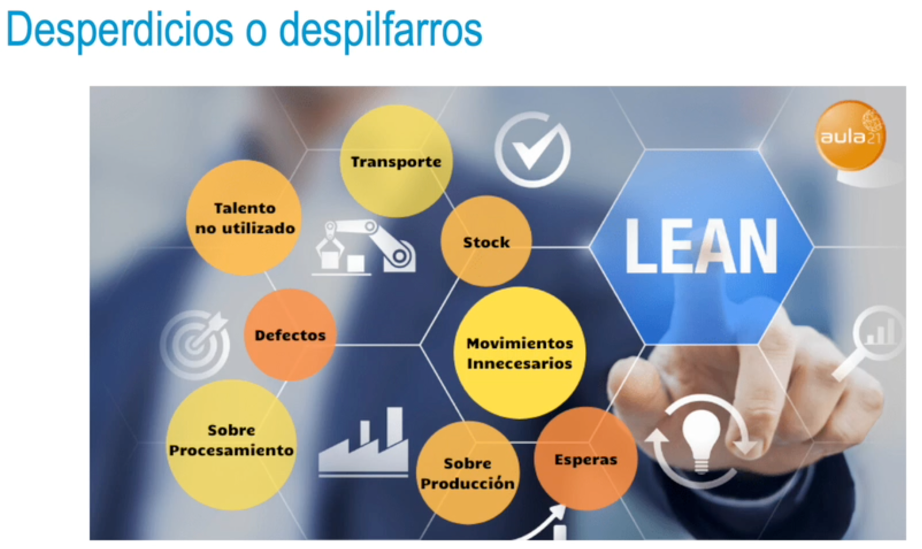 Desperdicios o despilfarros
aula21
Transporte
Talento
no utilizado
Stock
LEAN
Defectos
Movimientos
Innecesarios
Sobre
Procesamiento
Sobre
Producción
Esperas